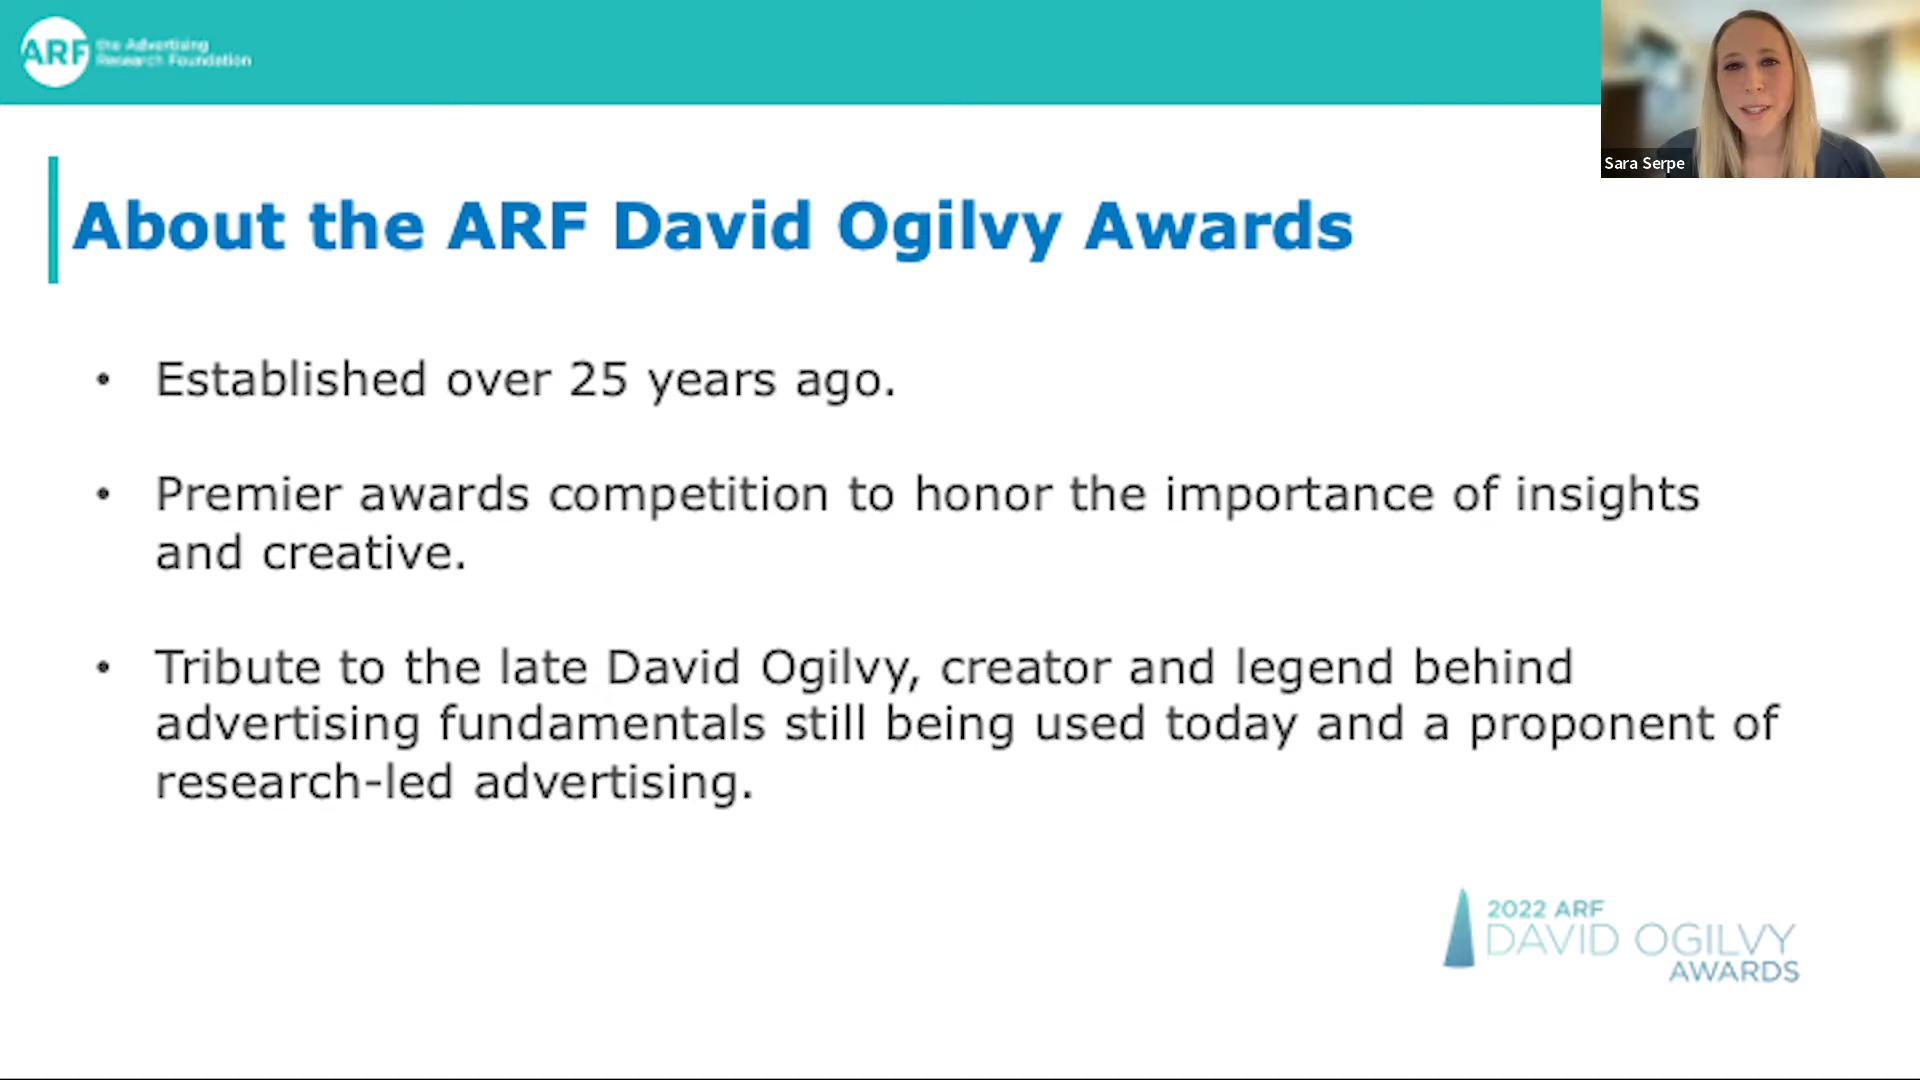 ARF the Advertising
Research Foundation
Sara Serpe
About the ARF David Ogilvy Awards
• Established over 25 years ago.
• Premier awards competition to honor the importance of insights
and creative.
• Tribute to the late David Ogilvy, creator and legend behind
advertising fundamentals still being used today and a proponent of
research-led advertising.
2022 ARF
DAVID OGILVY
AWARDS